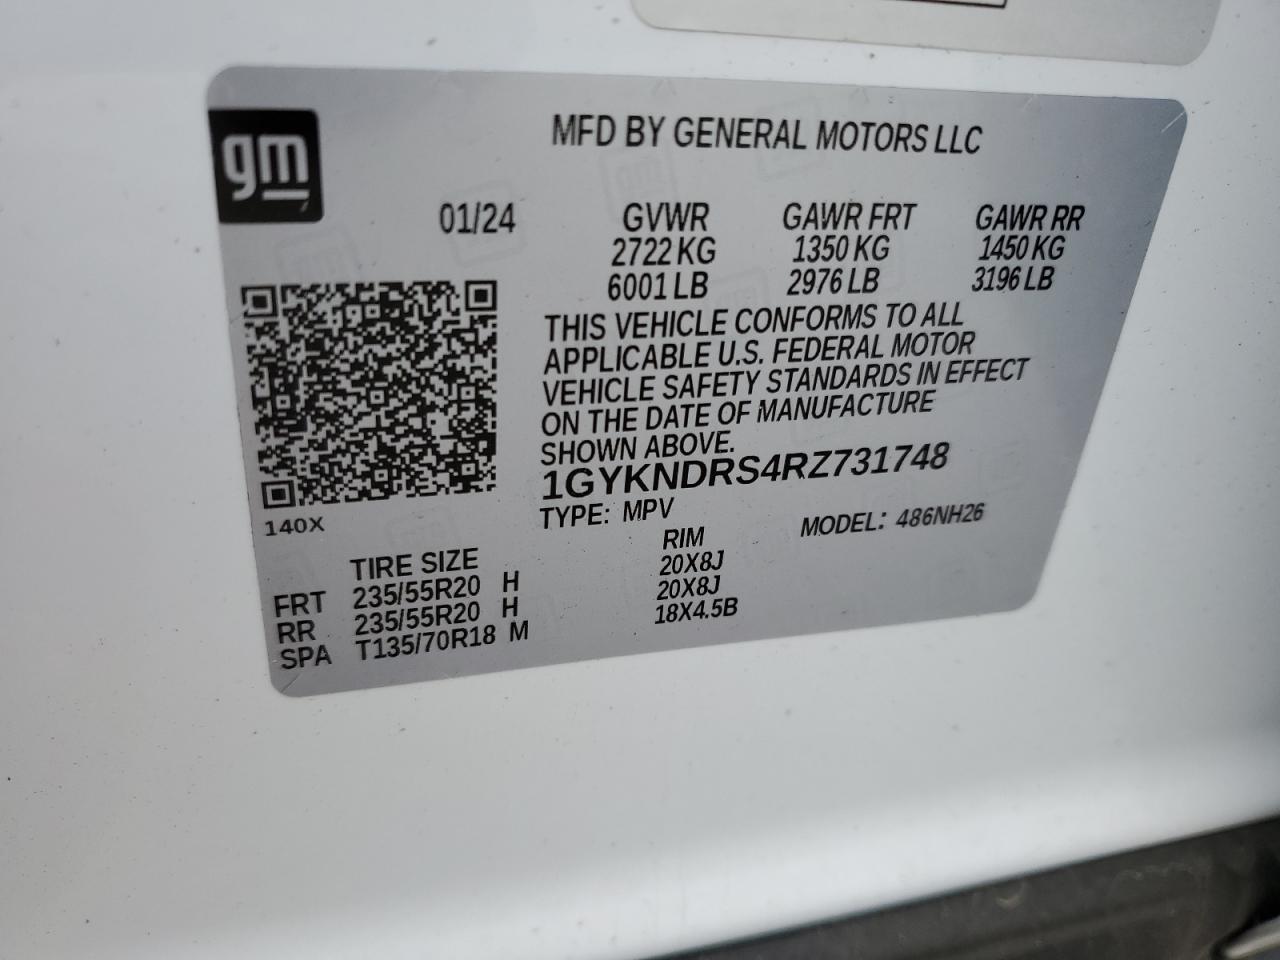 gm
MFD BY GENERAL MOTORS LLC
01/24 GVWR GAWR FRT GAWR RR
2722 KG 1350 KG 1450 KG
6001 LB 2976 LB 3196 LB
THIS VEHICLE CONFORMS TO ALL
APPLICABLE U.S. FEDERAL MOTOR
VEHICLE SAFETY STANDARDS IN EFFECT
ON THE DATE OF MANUFACTURE
SHOWN ABOVE.
1GYKNDRS4RZ731748
TYPE: MPV MODEL: 486NH26
140X
TIRE SIZE RIM
FRT 235/55R20 H 20X8J
RR 235/55R20 H 20X8J
SPA T135/70R18 M 18X4.5B